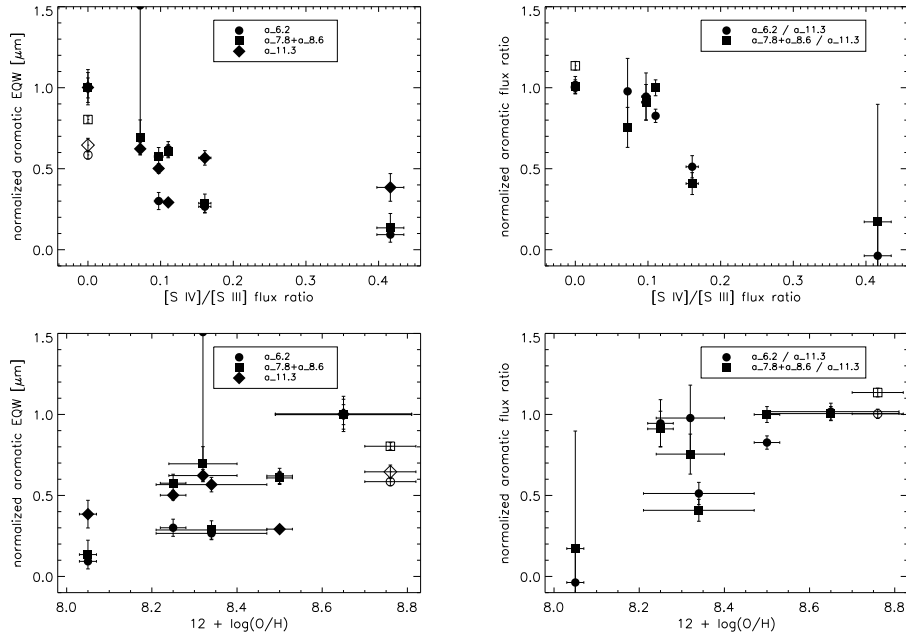 1.5
1.0
0.5
0.0
normalized aromatic EQW [μm]
a_6.2
a_7.8+a_8.6
a_11.3
0.0 0.1 0.2 0.3 0.4
[S IV]/[S III] flux ratio
1.5
1.0
0.5
0.0
normalized aromatic flux ratio
a_6.2 / a_11.3
a_7.8+a_8.6 / a_11.3
0.0 0.1 0.2 0.3 0.4
[S IV]/[S III] flux ratio
1.5
1.0
0.5
0.0
normalized aromatic EQW [μm]
a_6.2
a_7.8+a_8.6
a_11.3
8.0 8.2 8.4 8.6 8.8
12 + log(O/H)
1.5
1.0
0.5
0.0
normalized aromatic flux ratio
a_6.2 / a_11.3
a_7.8+a_8.6 / a_11.3
8.0 8.2 8.4 8.6 8.8
12 + log(O/H)